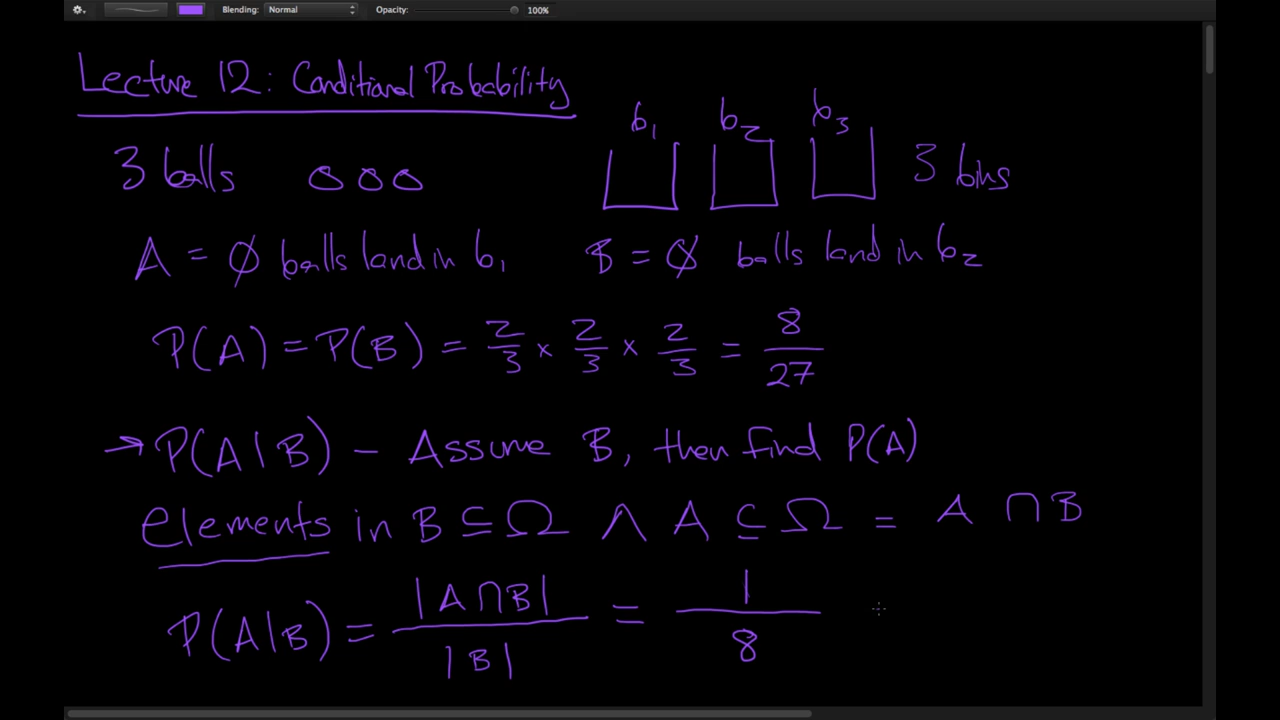 Blending: Normal Opacity: 100%
Lecture 12: Conditional Probability
b₁ b₂ b₃
3 balls 3 bins
A = ∅ balls land in b₁ B = ∅ balls land in b₂
P(A) = P(B) = 2/3 × 2/3 × 2/3 = 8/27
→ P(A|B) – Assume B, then find P(A)
elements in B ⊆ Ω ∧ A ⊆ Ω = A ∩ B
P(A|B) = |A∩B| / |B| = 1/8